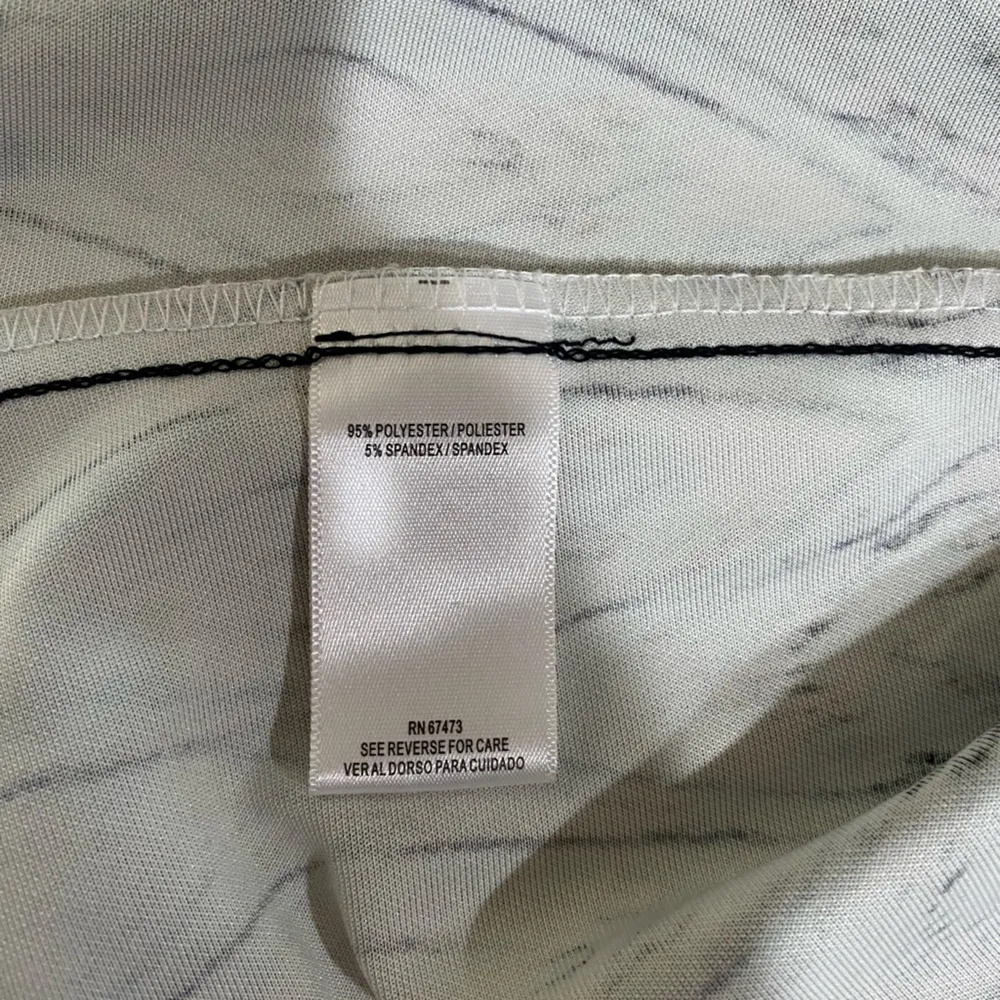 95% POLYESTER / POLIESTER
5% SPANDEX / SPANDEX
RN 67473
SEE REVERSE FOR CARE
VER AL DORSO PARA CUIDADO